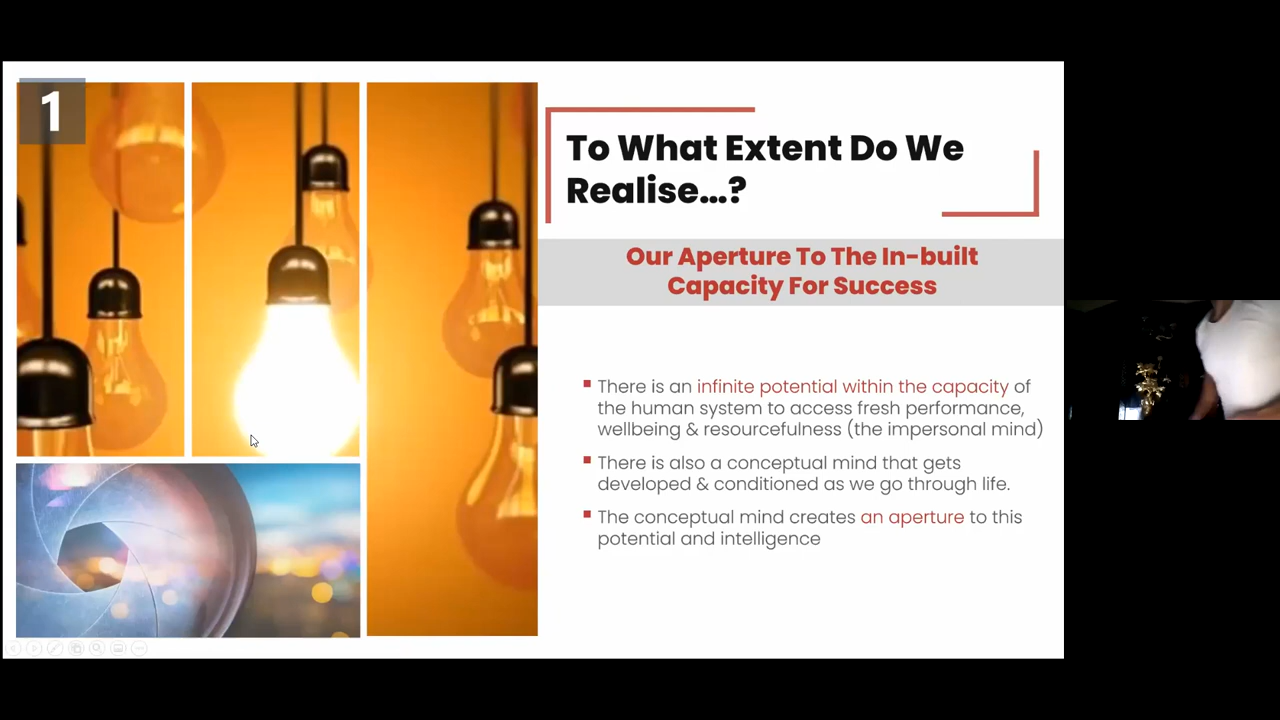 1
To What Extent Do We
Realise...?
Our Aperture To The In-built
Capacity For Success
There is an infinite potential within the capacity of
the human system to access fresh performance,
wellbeing & resourcefulness (the impersonal mind)
There is also a conceptual mind that gets
developed & conditioned as we go through life.
The conceptual mind creates an aperture to this
potential and intelligence